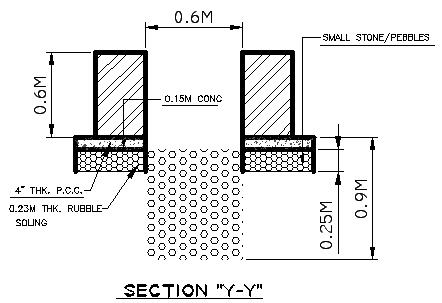 0.6M
SMALL STONE/PEBBLES
0.6M
0.15M CONC
4" THK. P.C.C.
0.23M THK. RUBBLE
SOLING
0.25M
0.9M
SECTION "Y-Y"